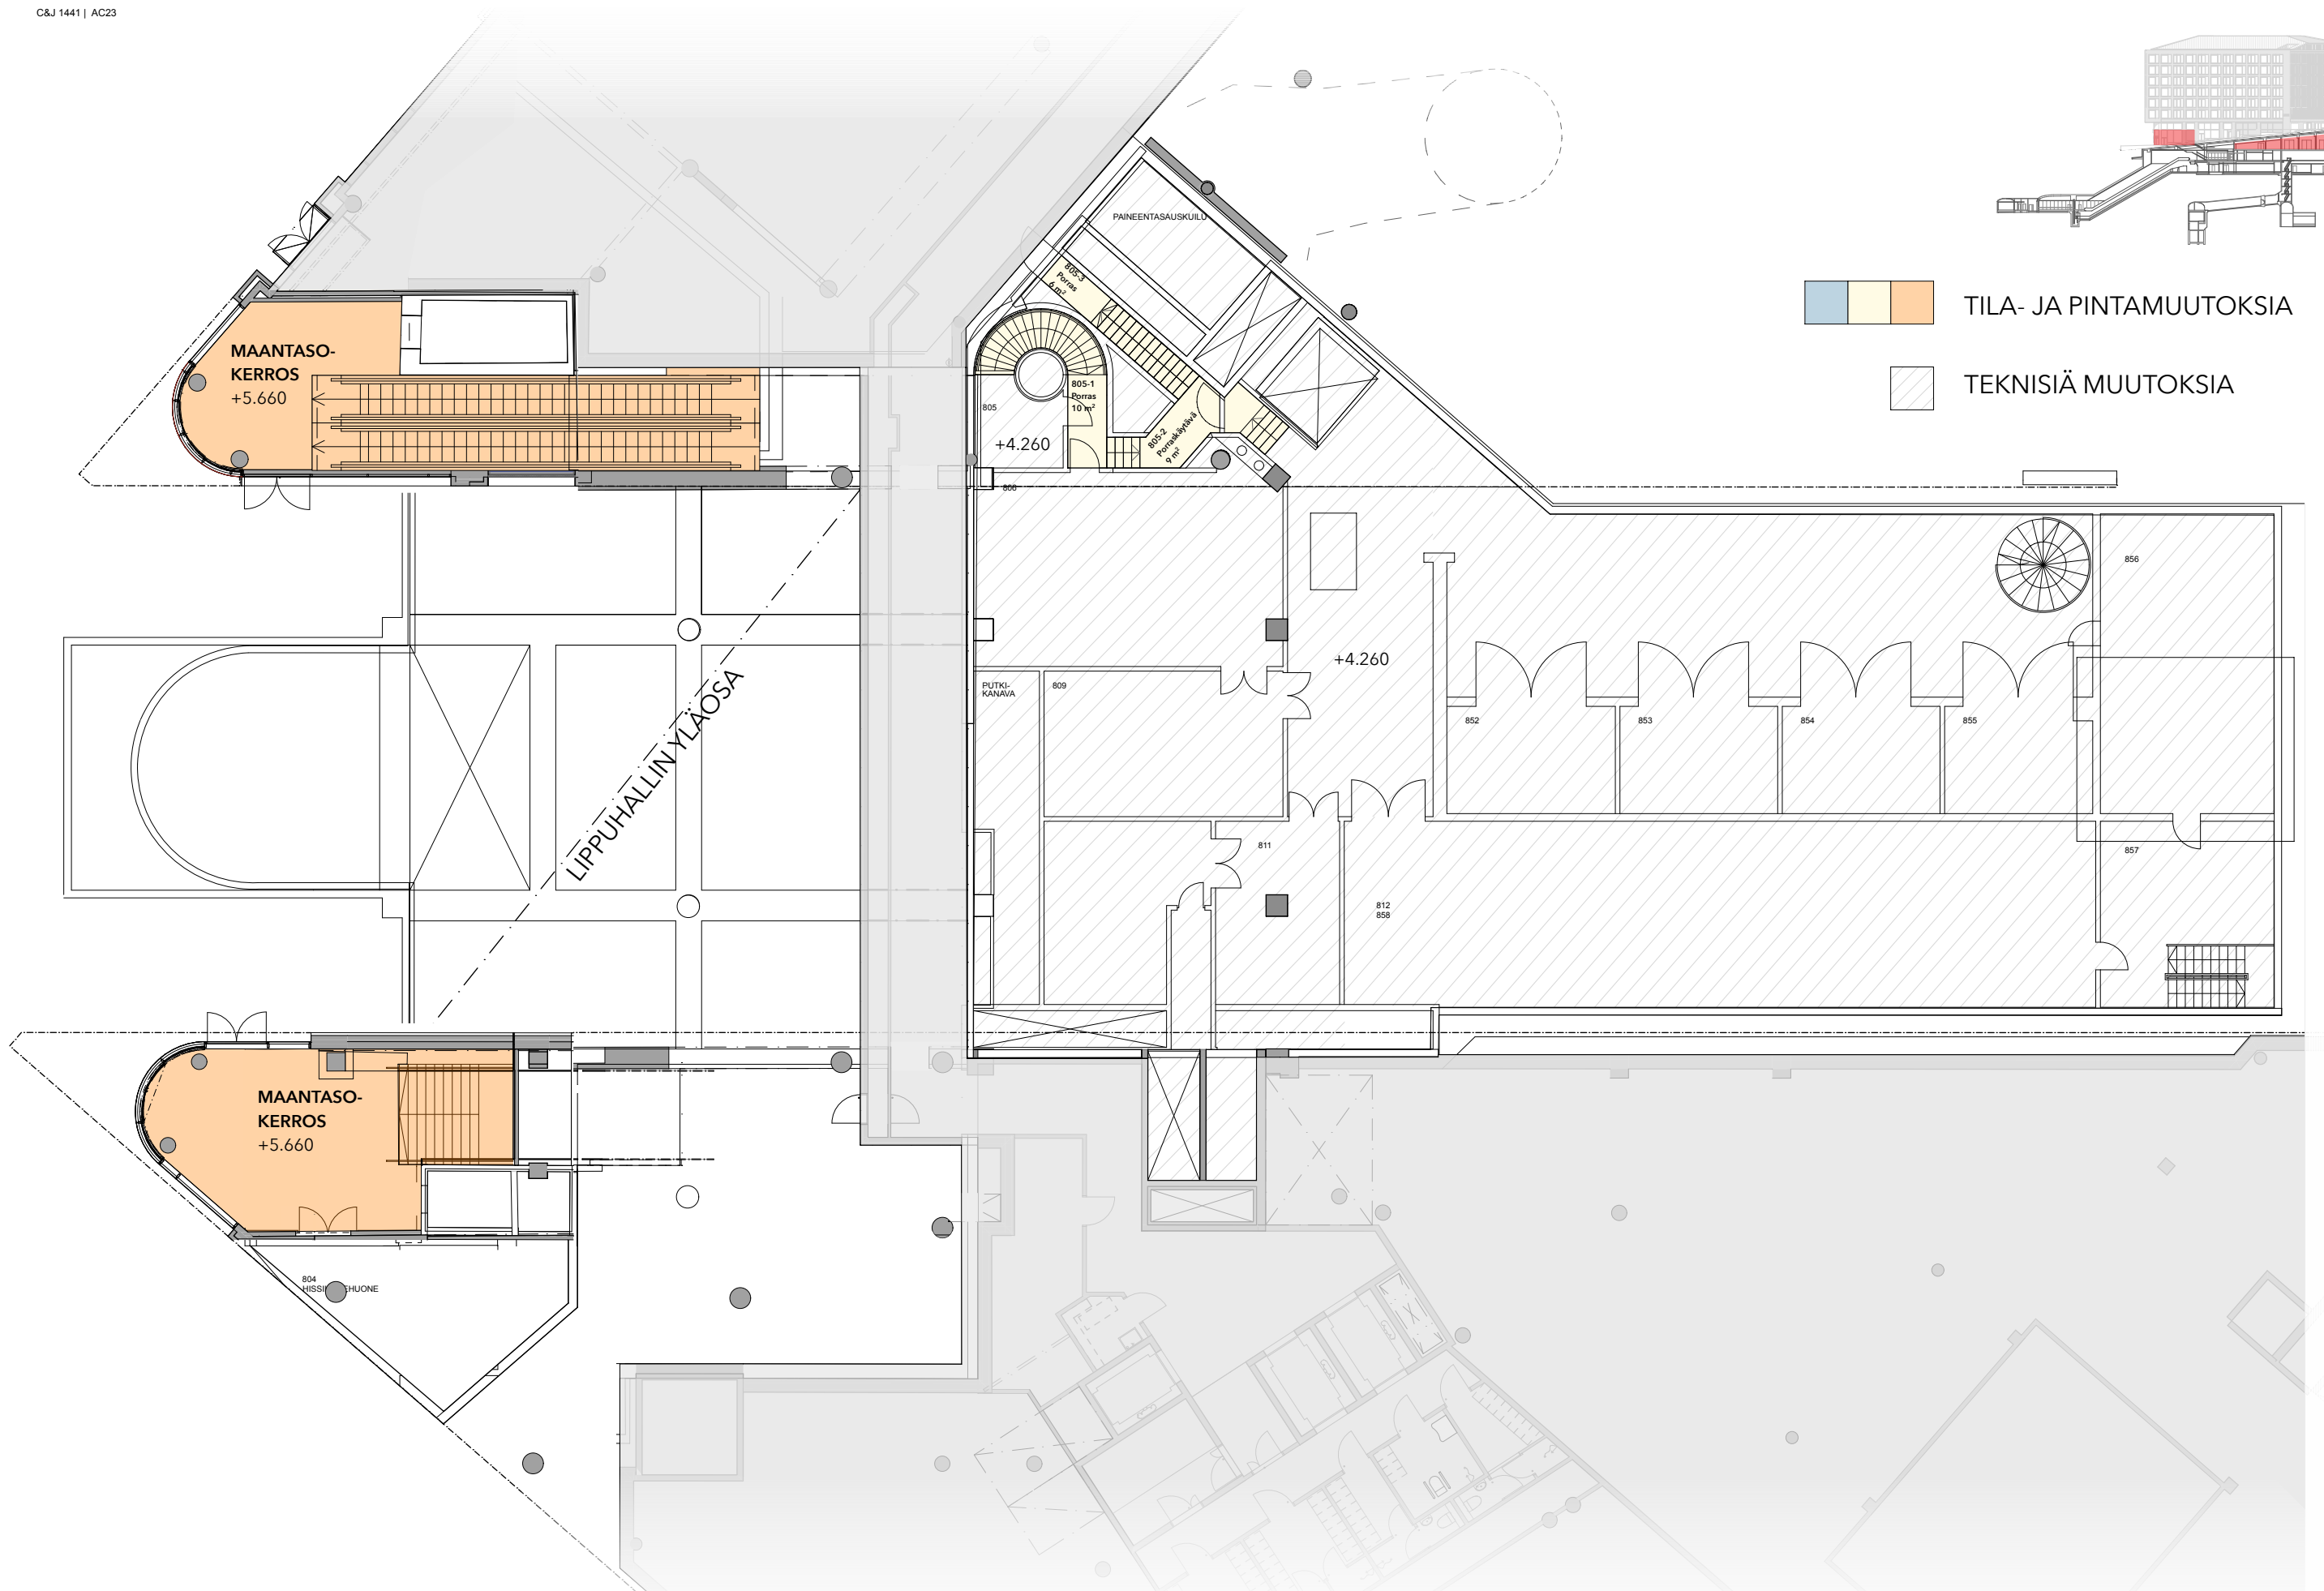 C&J 1441 | AC23
TILA- JA PINTAMUUTOKSIA
TEKNISIÄ MUUTOKSIA
PAINEENTASAUSKUILU
805-3
Porras
6 m²
MAANTASO-
KERROS
+5.660
805-1
Porras
10 m²
805
+4.260
805-2
Porraskäytävä
9 m²
806
856
+4.260
PUTKI-
KANAVA
809
852
853
854
855
LIPPUHALLIN YLÄOSA
811
857
812
858
MAANTASO-
KERROS
+5.660
804